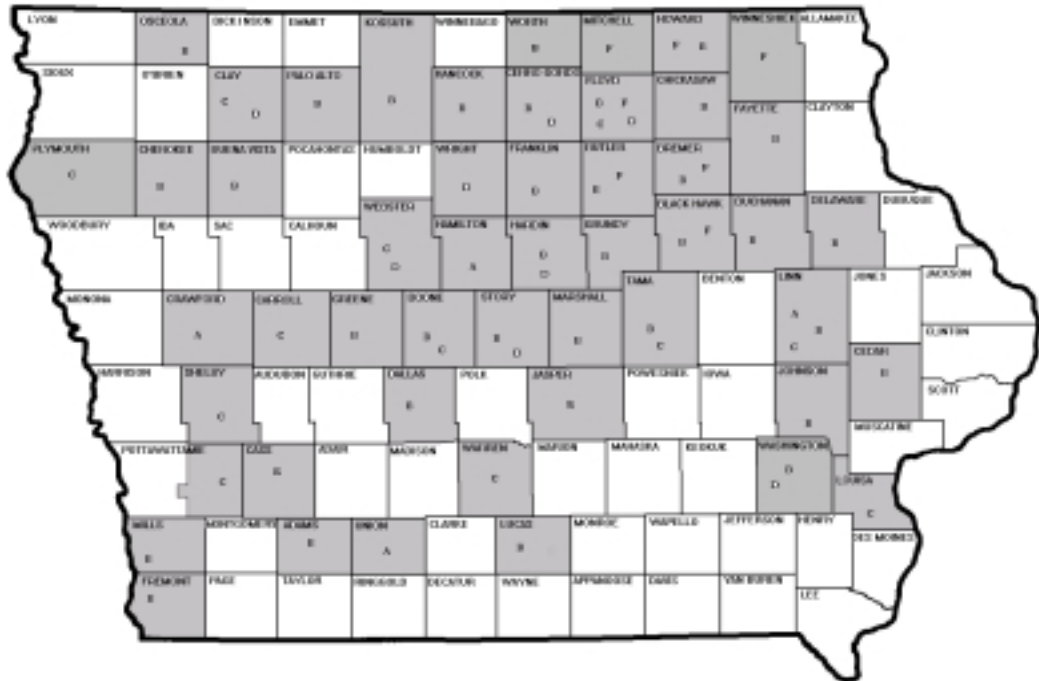 LYON OSCEOLA DICKINSON EMMET KOSSUTH WINNEBAGO WORTH MITCHELL HOWARD WINNESHIEK ALLAMAKEE
B B F F E F
SIOUX O'BRIEN CLAY PALO ALTO HANCOCK CERRO GORDO FLOYD CHICKASAW
FAYETTE CLAYTON
C D B D B B D D F D B
PLYMOUTH CHEROKEE BUENA VISTA POCAHONTAS HUMBOLDT WRIGHT FRANKLIN BUTLER BREMER
C D D D E F B F
WOODBURY IDA SAC CALHOUN WEBSTER HAMILTON HARDIN GRUNDY BLACK HAWK BUCHANAN DELAWARE DUBUQUE
D A D D F
MONONA CRAWFORD CARROLL GREENE BOONE STORY MARSHALL TAMA BENTON LINN JONES JACKSON
A C C D E A
CLINTON
HARRISON SHELBY AUDUBON GUTHRIE DALLAS POLK JASPER POWESHIEK IOWA JOHNSON CEDAR
SCOTT
C B
MUSCATINE
POTTAWATTAMIE CASS ADAIR MADISON WARREN MARION MAHASKA KEOKUK WASHINGTON
LOUISA
E D D
MILLS MONTGOMERY ADAMS UNION CLARKE LUCAS MONROE WAPELLO JEFFERSON HENRY
DES MOINES
E E A
FREMONT PAGE TAYLOR RINGGOLD DECATUR WAYNE APPANOOSE DAVIS VAN BUREN
LEE